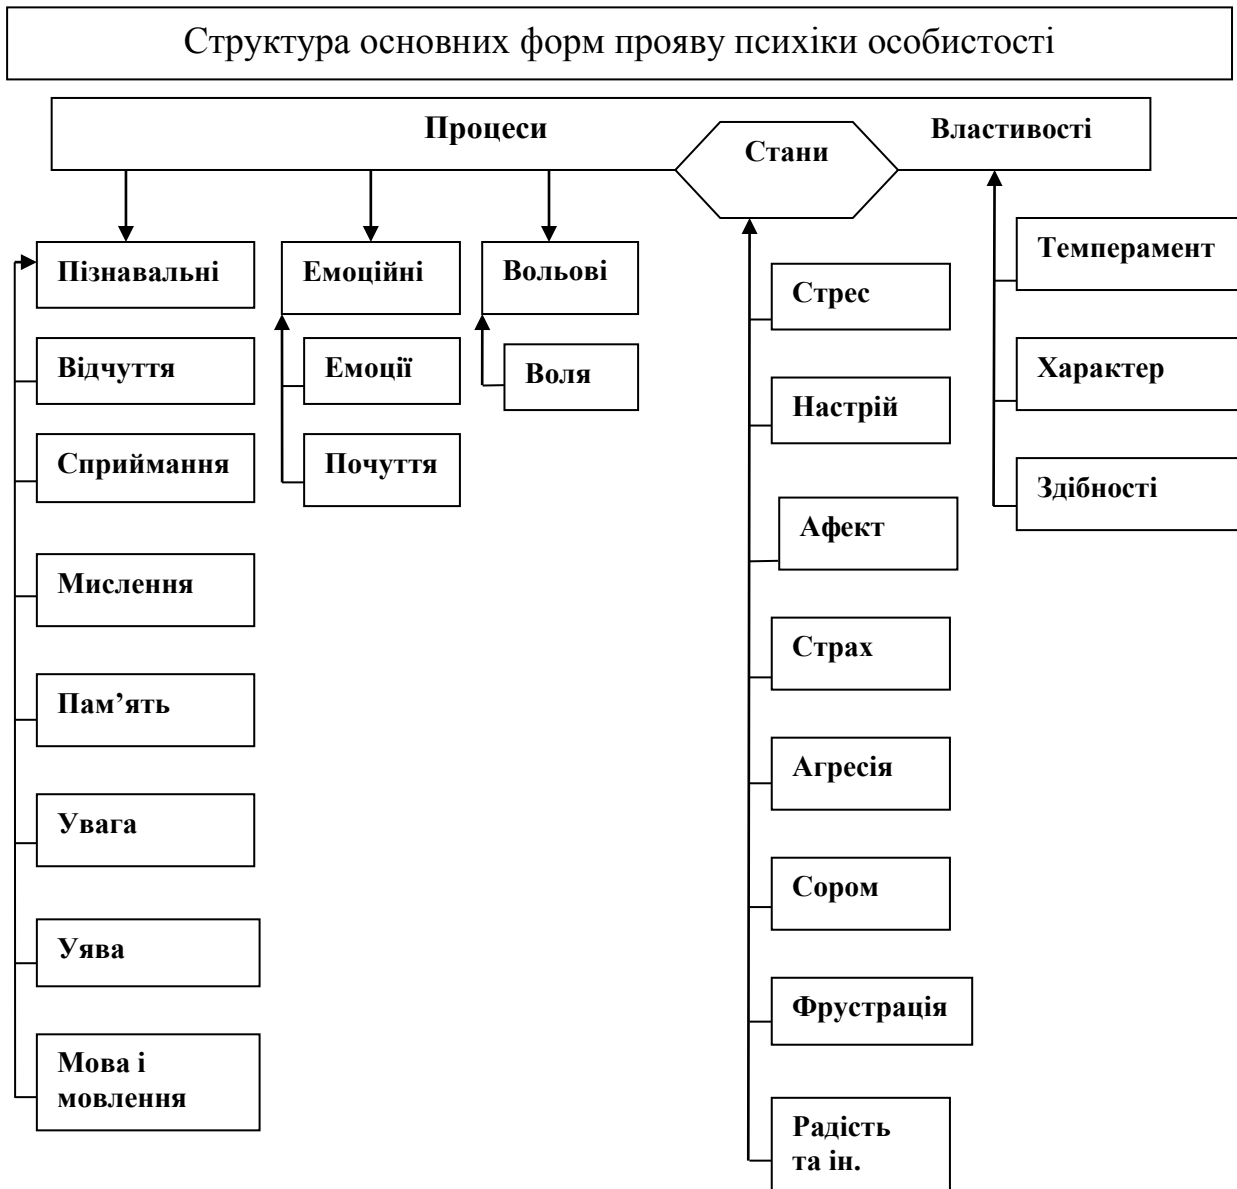 Структура основних форм прояву психіки особистості
Процеси
Стани
Властивості
Пізнавальні
Відчуття
Сприймання
Мислення
Пам’ять
Увага
Уява
Мова і
мовлення
Емоційні
Емоції
Почуття
Вольові
Воля
Стрес
Настрій
Афект
Страх
Агресія
Сором
Фрустрація
Радість
та ін.
Темперамент
Характер
Здібності